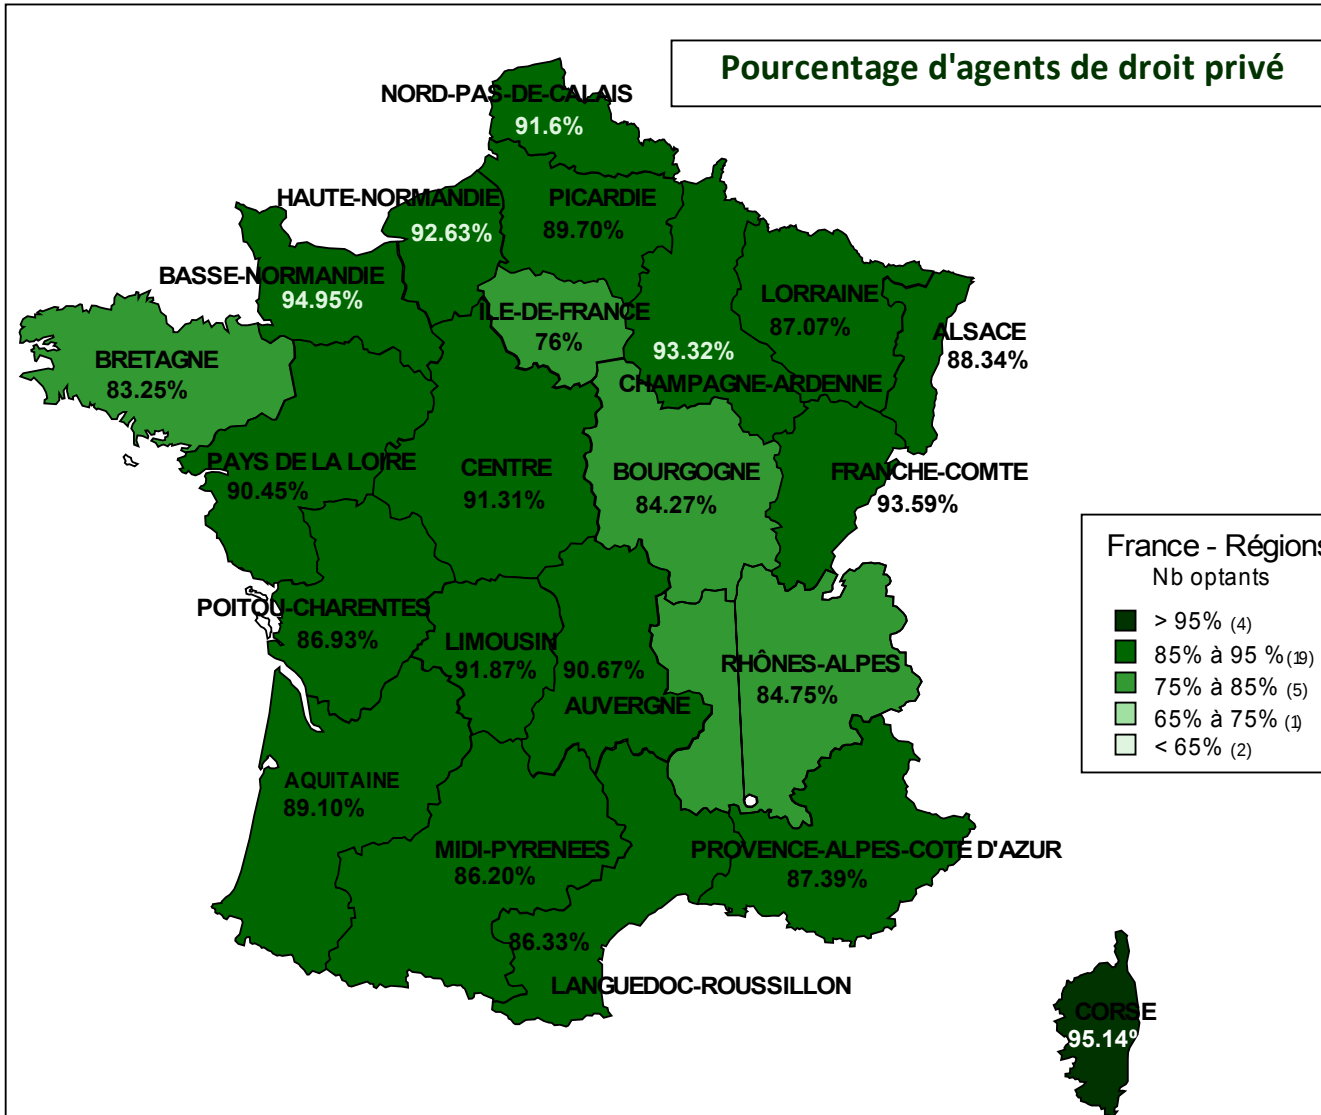 Pourcentage d'agents de droit privé
NORD-PAS-DE-CALAIS
91.6%
HAUTE-NORMANDIE
92.63%
PICARDIE
89.70%
BASSE-NORMANDIE
94.95%
ILE-DE-FRANCE
76%
LORRAINE
87.07%
ALSACE
88.34%
BRETAGNE
83.25%
93.32%
CHAMPAGNE-ARDENNE
PAYS DE LA LOIRE
90.45%
CENTRE
91.31%
BOURGOGNE
84.27%
FRANCHE-COMTE
93.59%
France - Régions
Nb optants
> 95% (4)
85% à 95 % (19)
75% à 85% (5)
65% à 75% (1)
< 65% (2)
POITOU-CHARENTES
86.93%
LIMOUSIN
91.87%
90.67%
AUVERGNE
RHÔNES-ALPES
84.75%
AQUITAINE
89.10%
MIDI-PYRENEES
86.20%
PROVENCE-ALPES-COTE D'AZUR
87.39%
86.33%
LANGUEDOC-ROUSSILLON
CORSE
95.14%